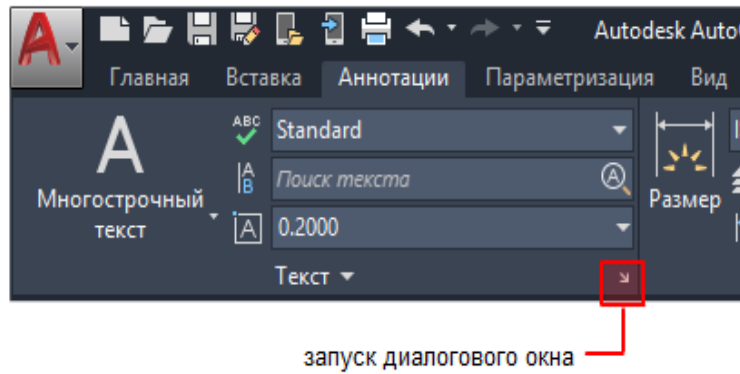 Autodesk Auto
Главная Вставка Аннотации Параметризация Вид
ABC Standard
Многострочный текст
A B Поиск текста A
Размер
A 0.2000
Текст
запуск диалогового окна